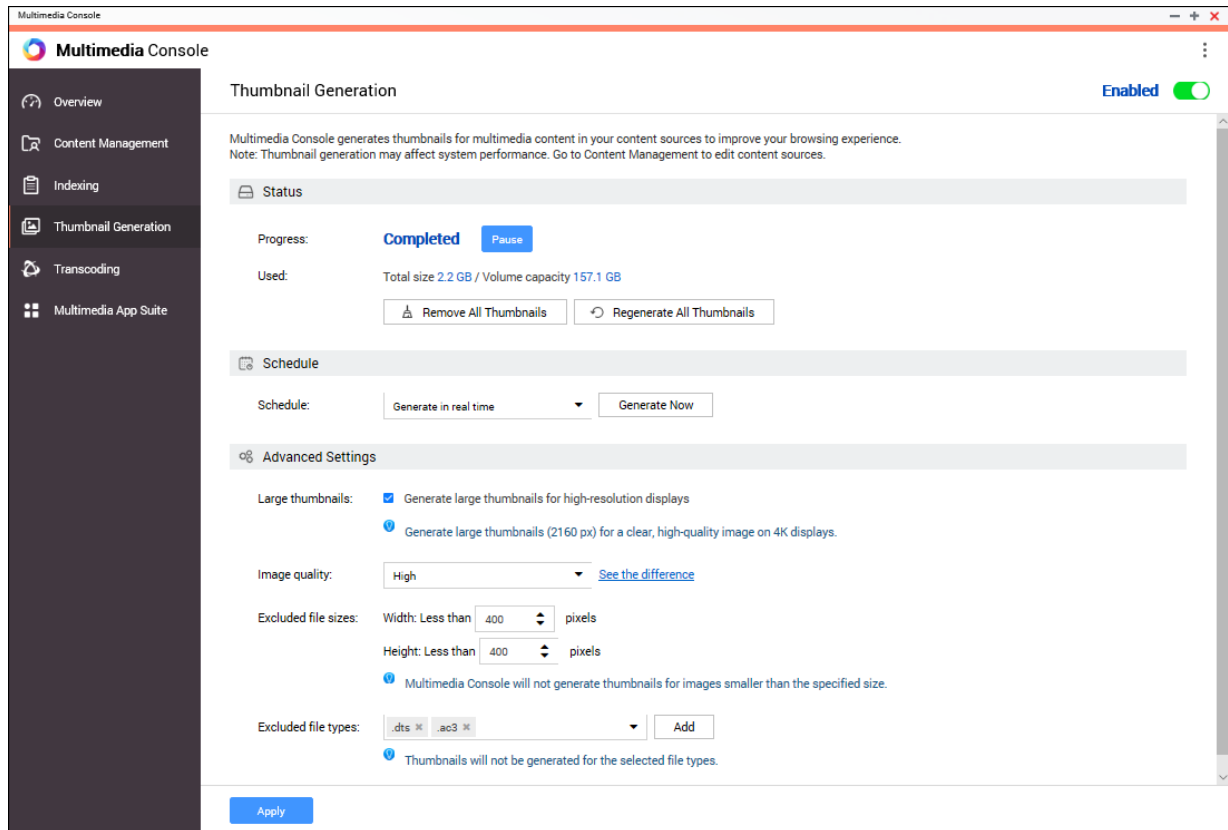 Multimedia Console
Multimedia Console
Overview
Content Management
Indexing
Thumbnail Generation
Transcoding
Multimedia App Suite
Thumbnail Generation
Enabled
Multimedia Console generates thumbnails for multimedia content in your content sources to improve your browsing experience.
Note: Thumbnail generation may affect system performance. Go to Content Management to edit content sources.
Status
Progress: Completed Pause
Used: Total size 2.2 GB / Volume capacity 157.1 GB
Remove All Thumbnails Regenerate All Thumbnails
Schedule
Schedule: Generate in real time Generate Now
Advanced Settings
Large thumbnails: Generate large thumbnails for high-resolution displays
Generate large thumbnails (2160 px) for a clear, high-quality image on 4K displays.
Image quality: High See the difference
Excluded file sizes: Width: Less than 400 pixels
Height: Less than 400 pixels
Multimedia Console will not generate thumbnails for images smaller than the specified size.
Excluded file types: .dts .ac3 Add
Thumbnails will not be generated for the selected file types.
Apply